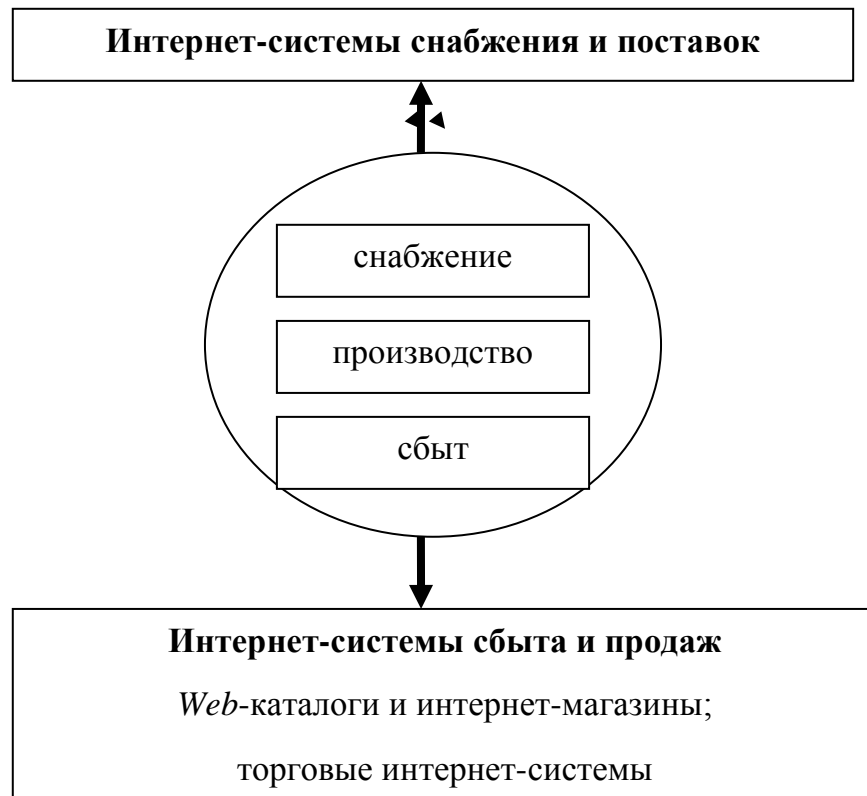 Интернет-системы снабжения и поставок
снабжение
производство
сбыт
Интернет-системы сбыта и продаж
Web-каталоги и интернет-магазины;
торговые интернет-системы